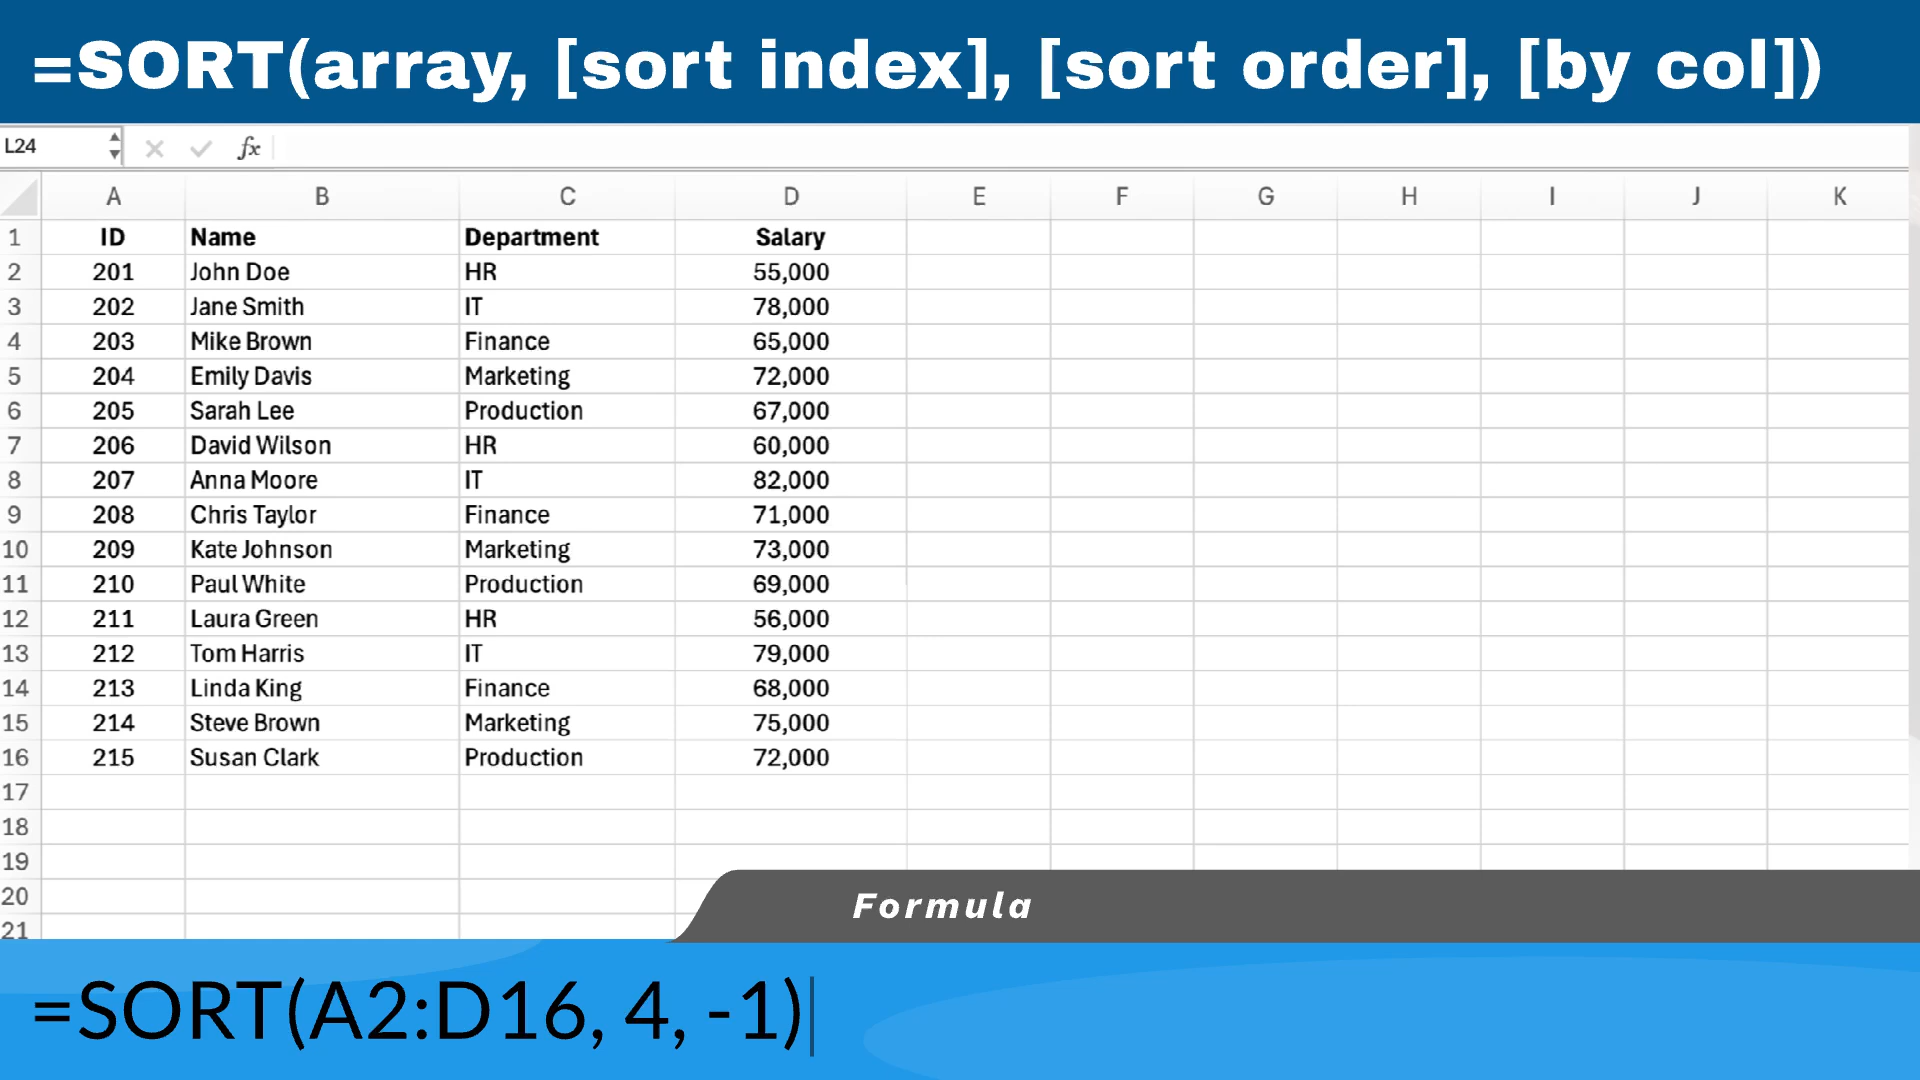 =SORT(array, [sort index], [sort order], [by col])
L24 fx
A B C D E F G H I J K
1 ID Name Department Salary
2 201 John Doe HR 55,000
3 202 Jane Smith IT 78,000
4 203 Mike Brown Finance 65,000
5 204 Emily Davis Marketing 72,000
6 205 Sarah Lee Production 67,000
7 206 David Wilson HR 60,000
8 207 Anna Moore IT 82,000
9 208 Chris Taylor Finance 71,000
10 209 Kate Johnson Marketing 73,000
11 210 Paul White Production 69,000
12 211 Laura Green HR 56,000
13 212 Tom Harris IT 79,000
14 213 Linda King Finance 68,000
15 214 Steve Brown Marketing 75,000
16 215 Susan Clark Production 72,000
17
18
19
20
21
Formula
=SORT(A2:D16, 4, -1)